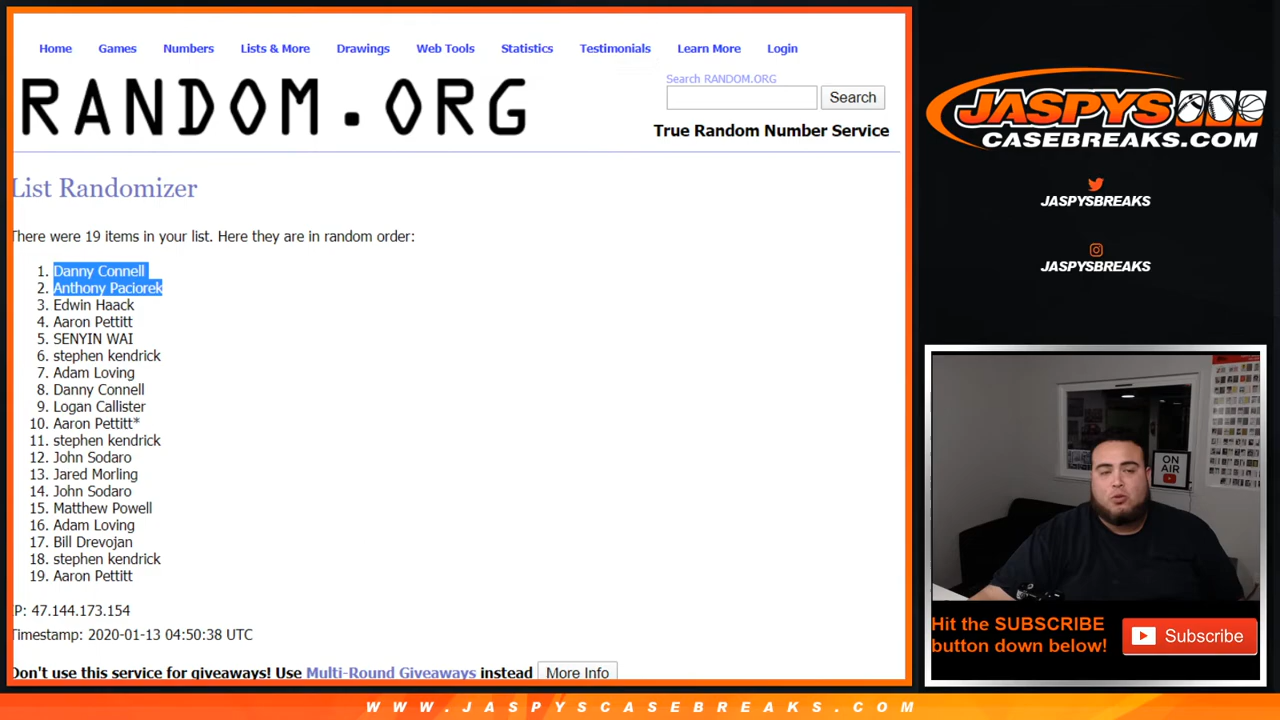 Home Games Numbers Lists & More Drawings Web Tools Statistics Testimonials Learn More Login
RANDOM.ORG
Search RANDOM.ORG
Search
True Random Number Service
List Randomizer
There were 19 items in your list. Here they are in random order:
1. Danny Connell
2. Anthony Paciorek
3. Edwin Haack
4. Aaron Pettitt
5. SENYIN WAI
6. stephen kendrick
7. Adam Loving
8. Danny Connell
9. Logan Callister
10. Aaron Pettitt*
11. stephen kendrick
12. John Sodaro
13. Jared Morling
14. John Sodaro
15. Matthew Powell
16. Adam Loving
17. Bill Drevojan
18. stephen kendrick
19. Aaron Pettitt
IP: 47.144.173.154
Timestamp: 2020-01-13 04:50:38 UTC
Don't use this service for giveaways! Use Multi-Round Giveaways instead More Info
JASPYS
CASEBREAKS.COM
JASPYSBREAKS
JASPYSBREAKS
ON
AIR
Hit the SUBSCRIBE
button down below!
Subscribe
WWW.JASPYSCASEBREAKS.COM